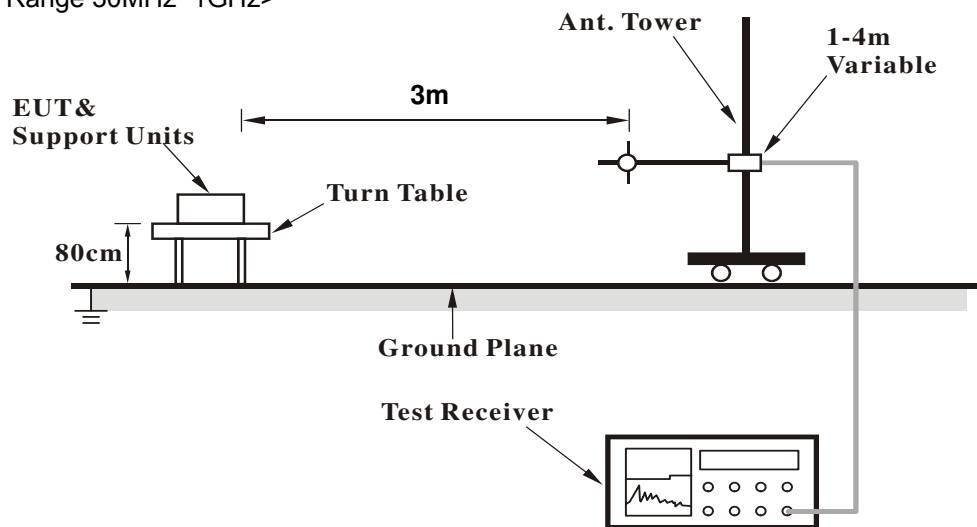 Range 30MHz~1GHz>
Ant. Tower
1-4m
Variable
3m
EUT&
Support Units
Turn Table
80cm
Ground Plane
Test Receiver